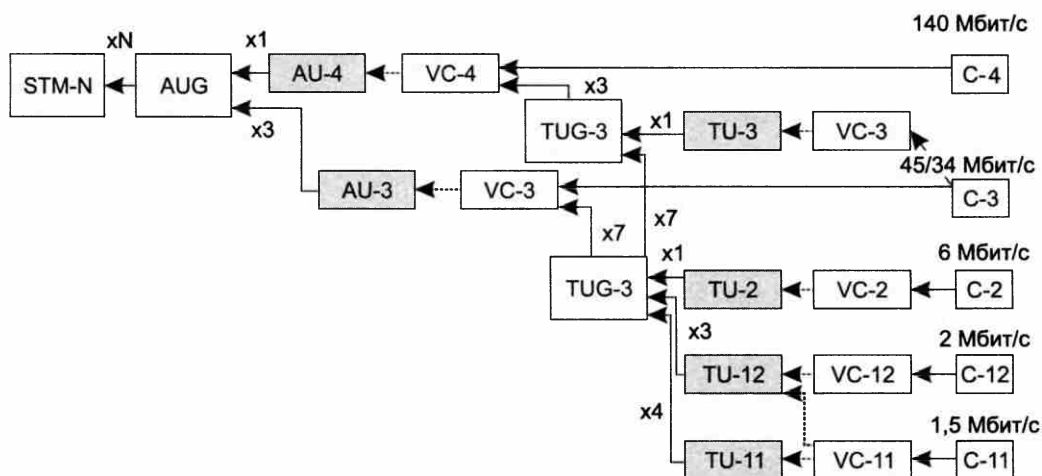 140 Мбит/с
xN
x1
STM-N
AUG
AU-4
VC-4
C-4
x3
x3
TUG-3
x1
TU-3
VC-3
45/34 Мбит/с
AU-3
VC-3
C-3
x7
x7
x1
6 Мбит/с
TUG-3
TU-2
VC-2
C-2
x3
2 Мбит/с
TU-12
VC-12
C-12
x4
1,5 Мбит/с
TU-11
VC-11
C-11